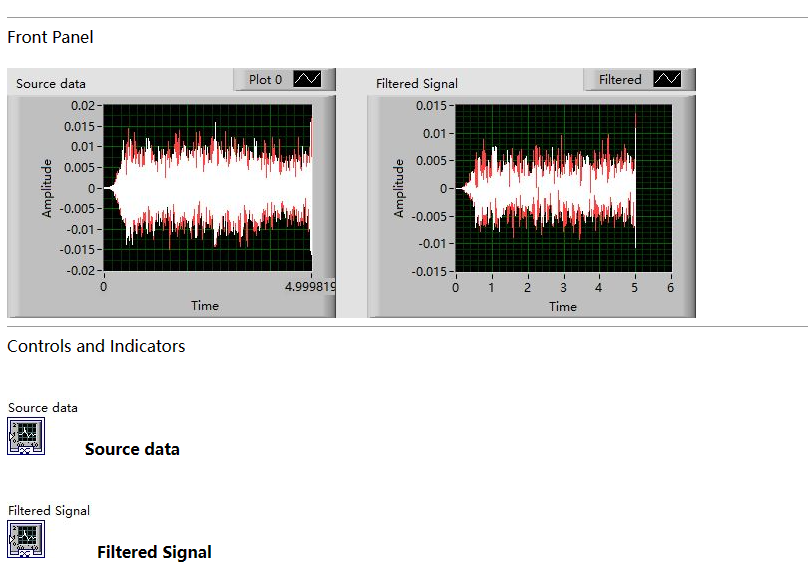 Front Panel
Source data
Plot 0
0.02
0.015
0.01
0.005
0
-0.005
-0.01
-0.015
-0.02
Amplitude
0
4.999819
Time
Filtered Signal
Filtered
0.015
0.01
0.005
0
-0.005
-0.01
-0.015
Amplitude
0 1 2 3 4 5 6
Time
Controls and Indicators
Source data
Source data
Filtered Signal
Filtered Signal